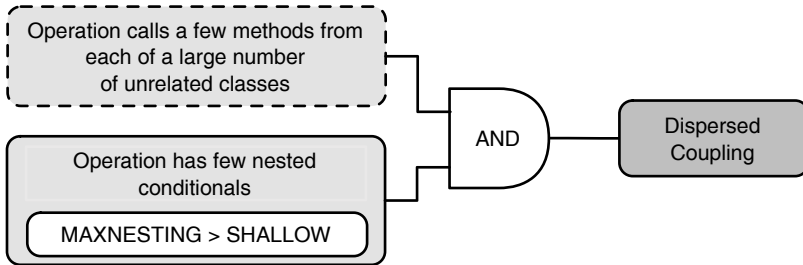 Operation calls a few methods from
each of a large number
of unrelated classes
Operation has few nested
conditionals
MAXNESTING > SHALLOW
AND
Dispersed
Coupling